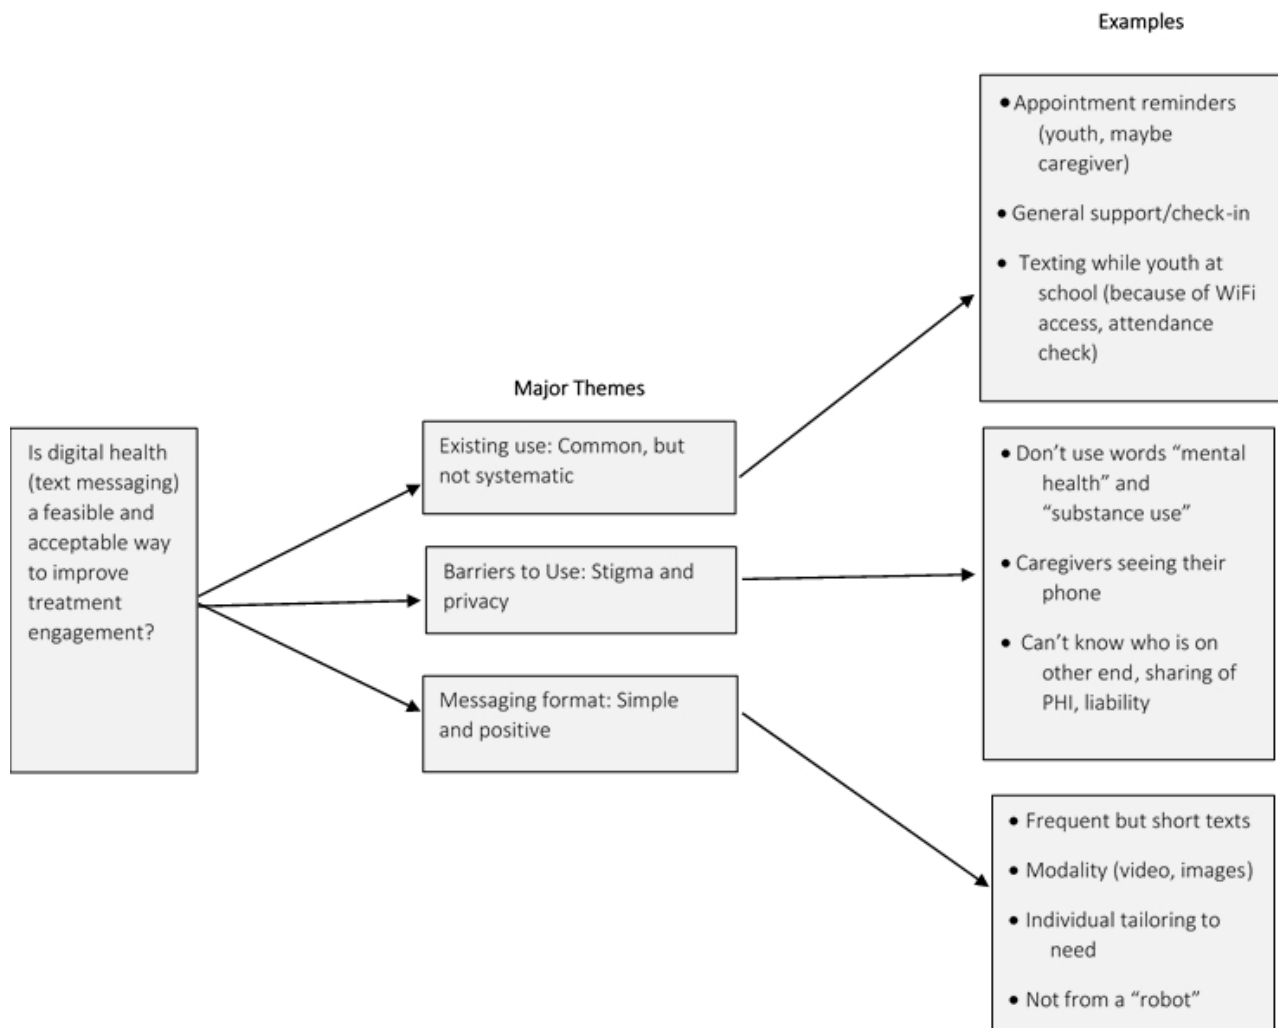 Examples
• Appointment reminders
(youth, maybe
caregiver)
• General support/check-in
• Texting while youth at
school (because of WiFi
access, attendance
check)
Major Themes
Is digital health
(text messaging)
a feasible and
acceptable way
to improve
treatment
engagement?
Existing use: Common, but
not systematic
Barriers to Use: Stigma and
privacy
Messaging format: Simple
and positive
• Don’t use words “mental
health” and
“substance use”
• Caregivers seeing their
phone
• Can’t know who is on
other end, sharing of
PHI, liability
• Frequent but short texts
• Modality (video, images)
• Individual tailoring to
need
• Not from a “robot”